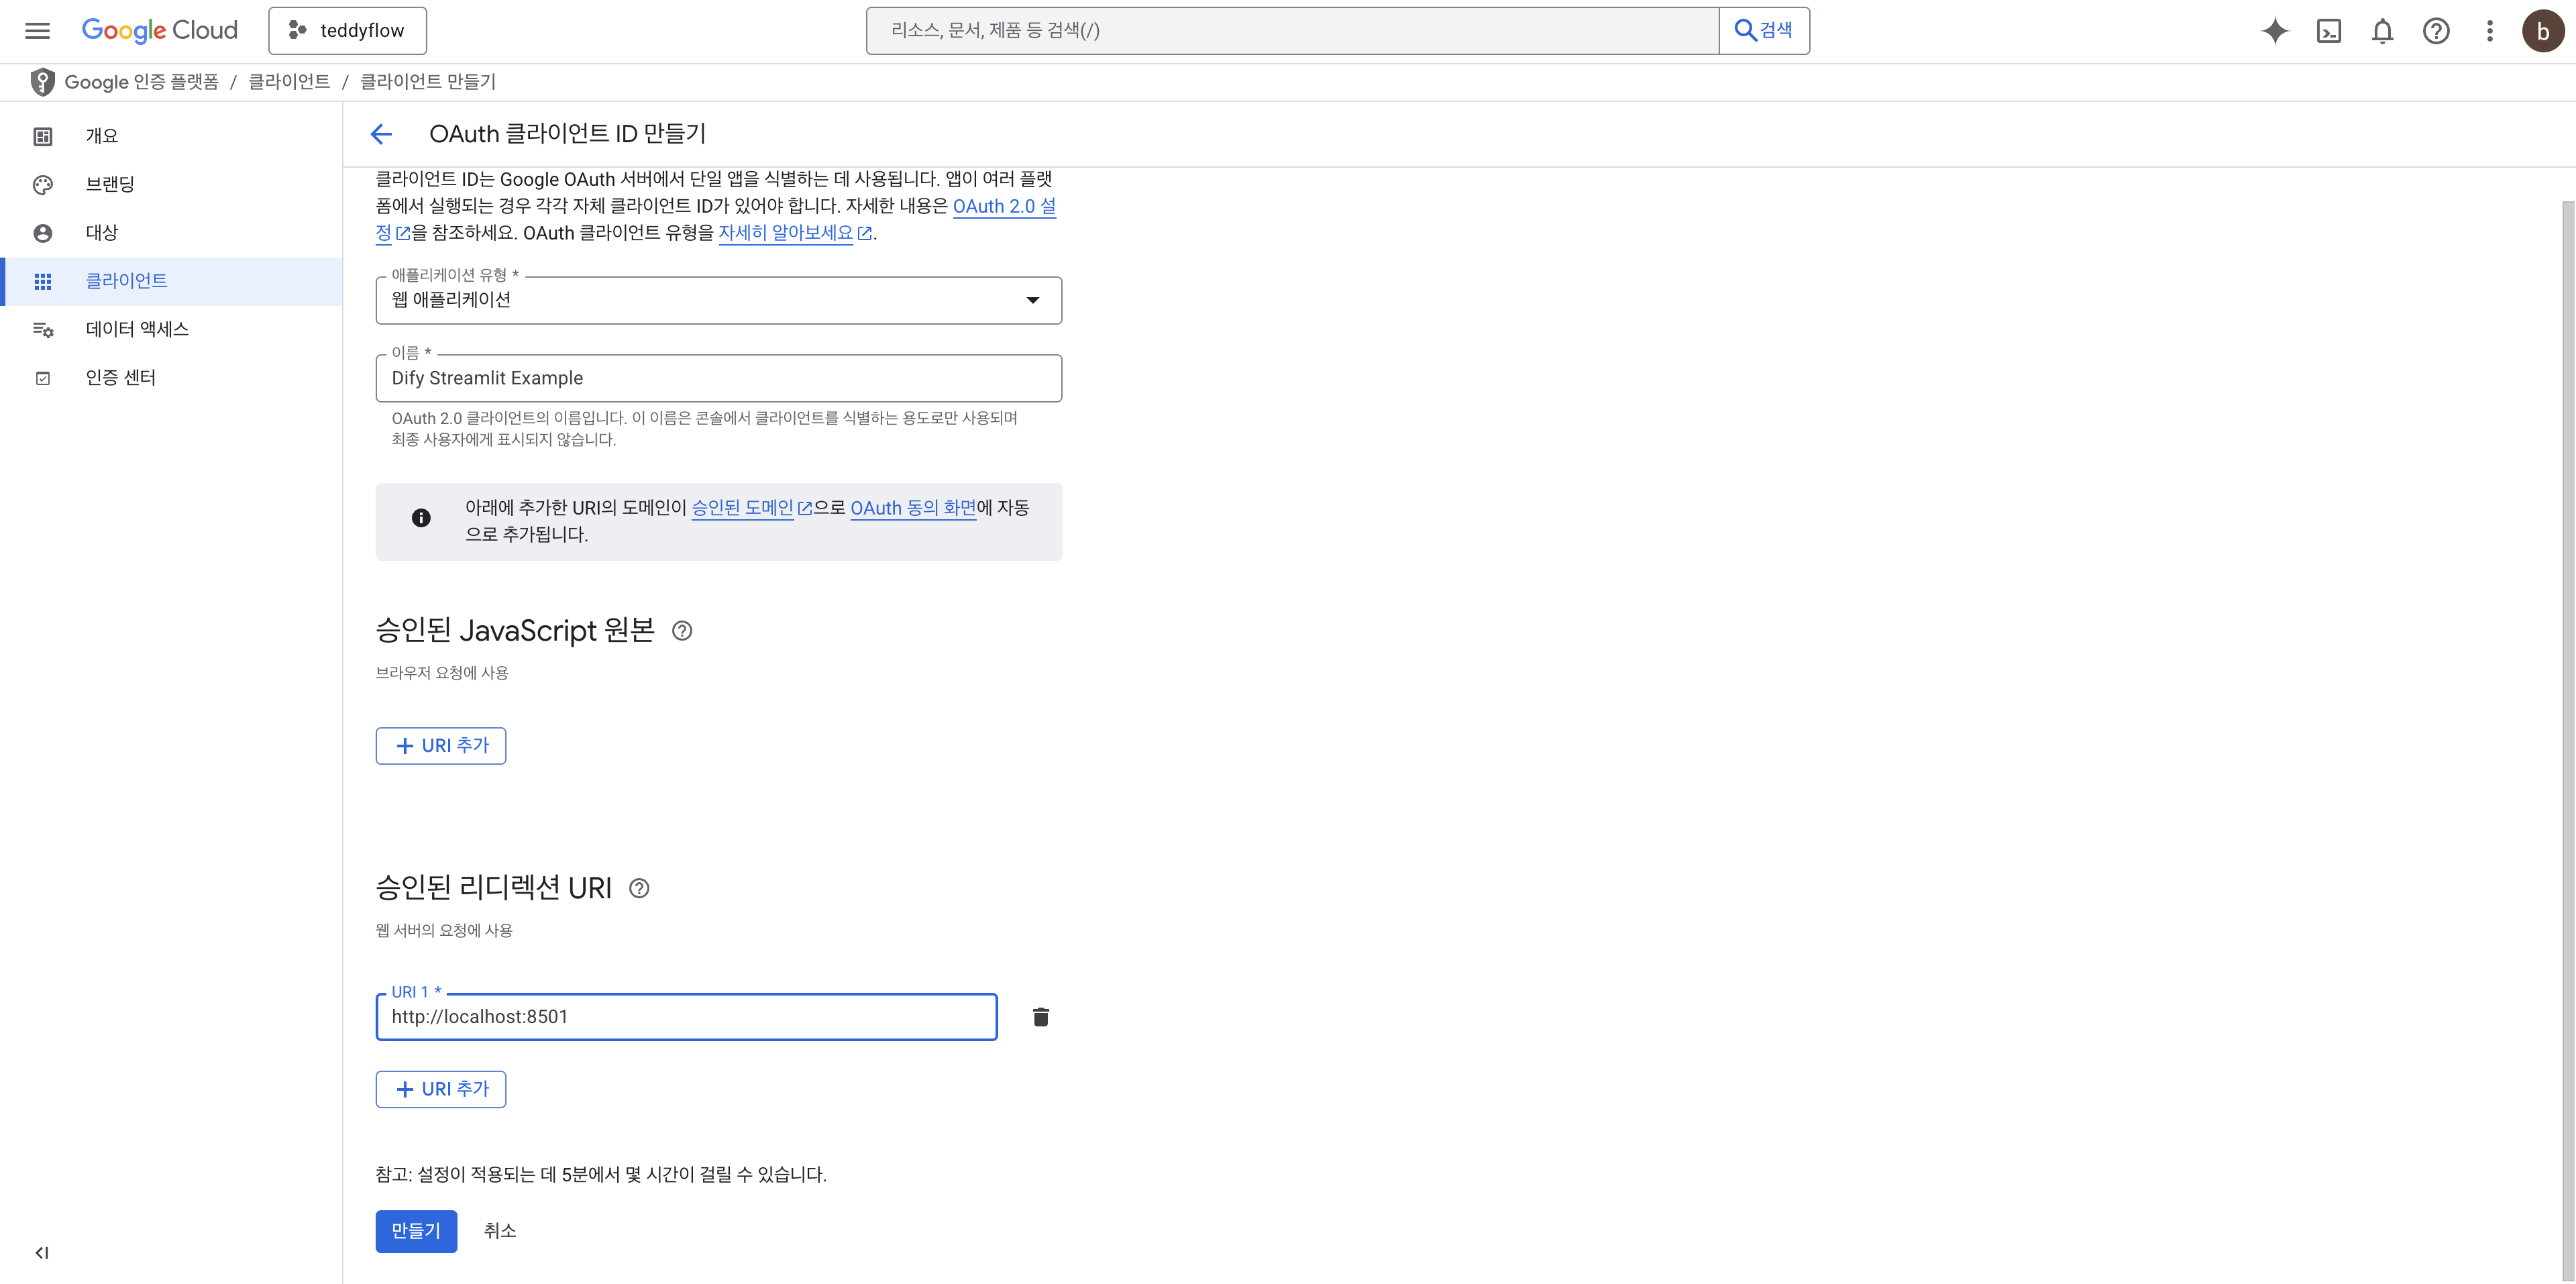 Google Cloud
teddyflow
리소스, 문서, 제품 등 검색(/)
검색
b
Google 인증 플랫폼 / 클라이언트 / 클라이언트 만들기
개요
브랜딩
대상
클라이언트
데이터 액세스
인증 센터
OAuth 클라이언트 ID 만들기
클라이언트 ID는 Google OAuth 서버에서 단일 앱을 식별하는 데 사용됩니다. 앱이 여러 플랫
폼에서 실행되는 경우 각각 자체 클라이언트 ID가 있어야 합니다. 자세한 내용은 OAuth 2.0 설
정을 참조하세요. OAuth 클라이언트 유형을 자세히 알아보세요.
애플리케이션 유형 *
웹 애플리케이션
이름 *
Dify Streamlit Example
OAuth 2.0 클라이언트의 이름입니다. 이 이름은 콘솔에서 클라이언트를 식별하는 용도로만 사용되며
최종 사용자에게 표시되지 않습니다.
아래에 추가한 URI의 도메인이 승인된 도메인으로 OAuth 동의 화면에 자동
으로 추가됩니다.
승인된 JavaScript 원본
브라우저 요청에 사용
+ URI 추가
승인된 리디렉션 URI
웹 서버의 요청에 사용
URI 1 *
http://localhost:8501
+ URI 추가
참고: 설정이 적용되는 데 5분에서 몇 시간이 걸릴 수 있습니다.
만들기
취소